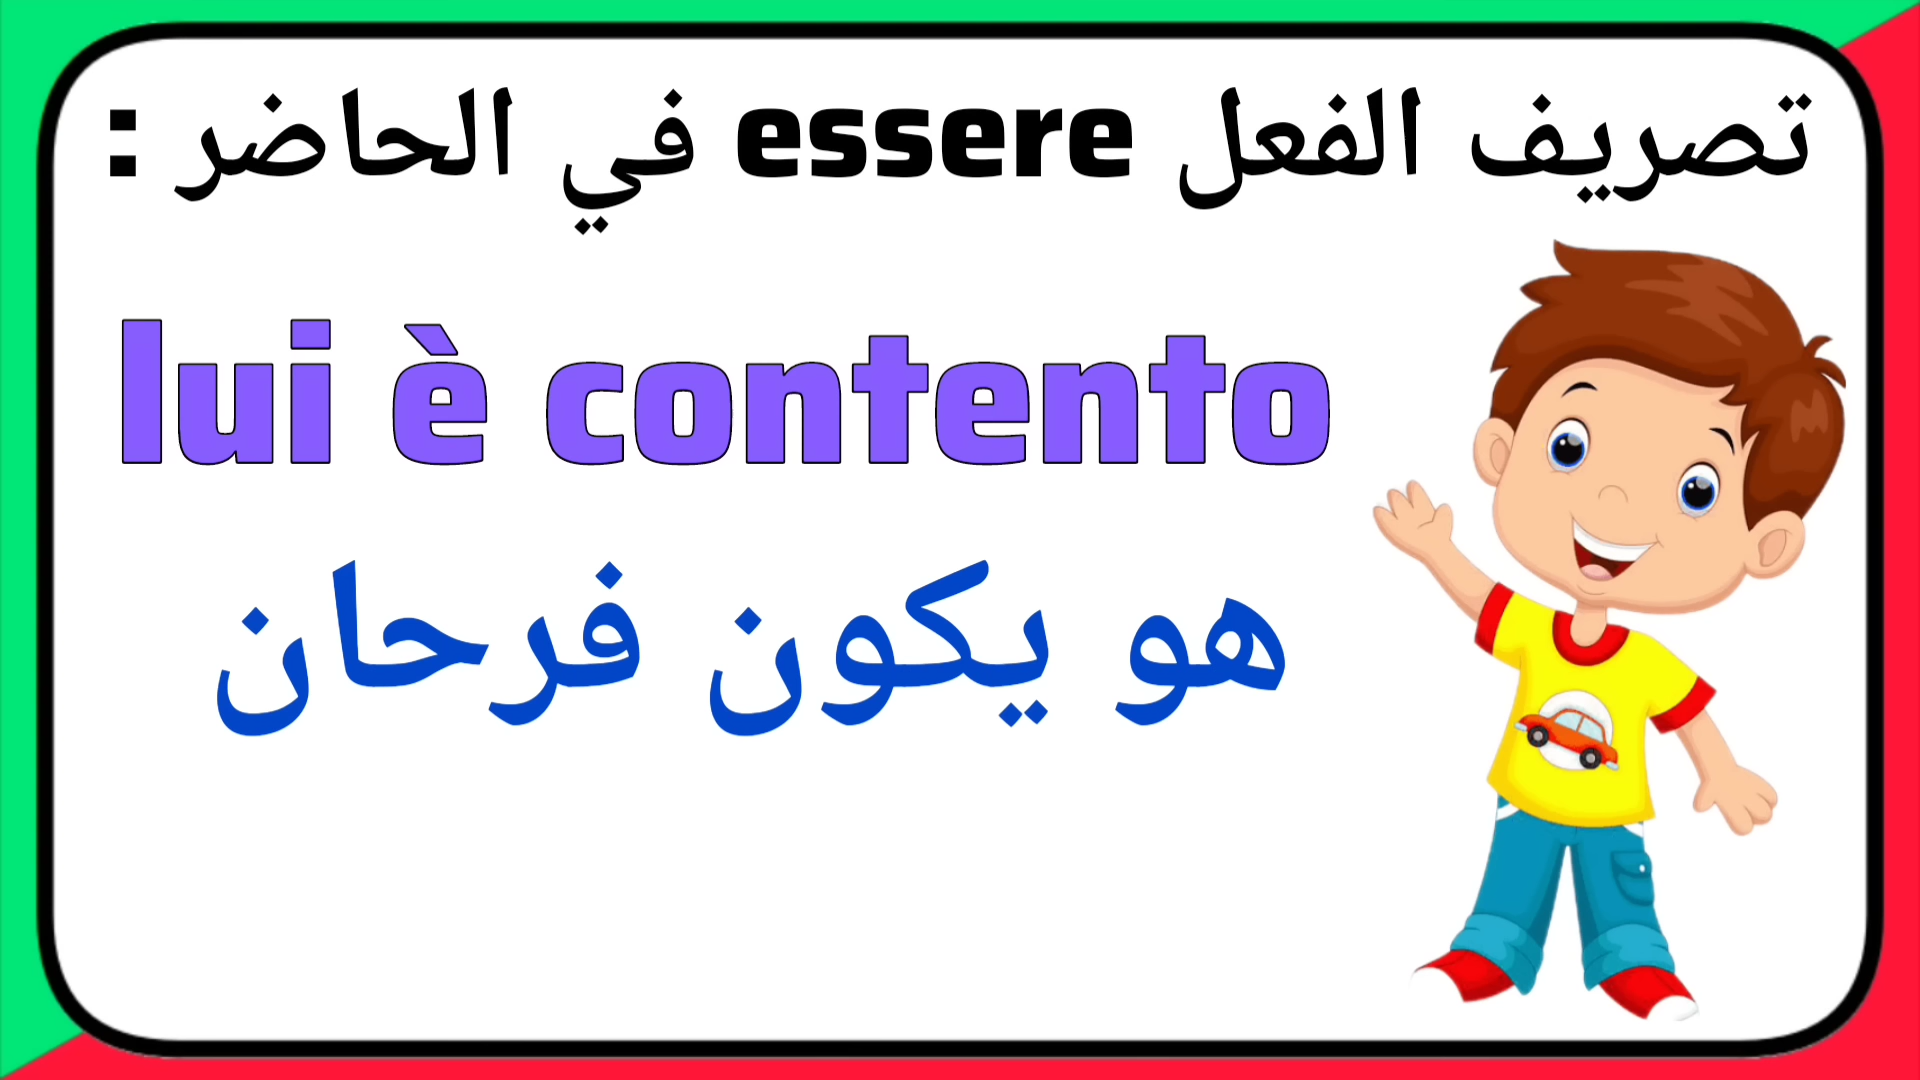 تصريف الفعل essere في الحاضر :
lui è contento
هو يكون فرحان